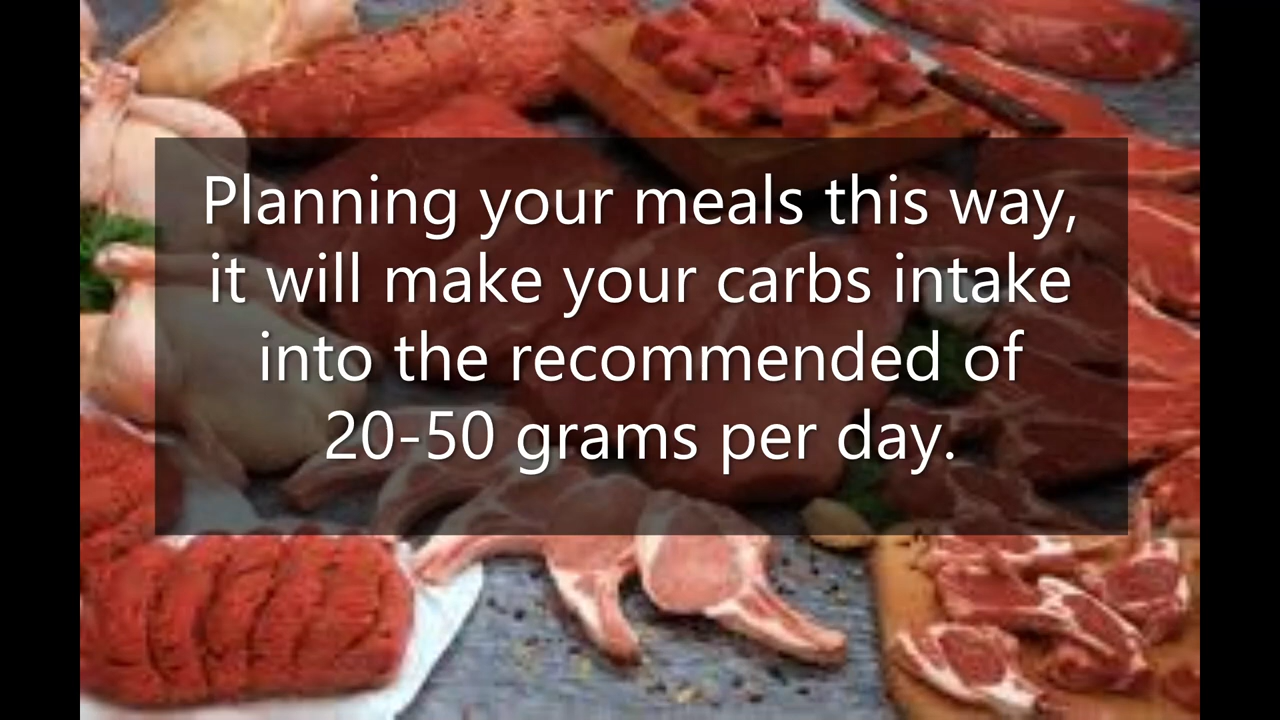 Planning your meals this way,
it will make your carbs intake
into the recommended of
20-50 grams per day.